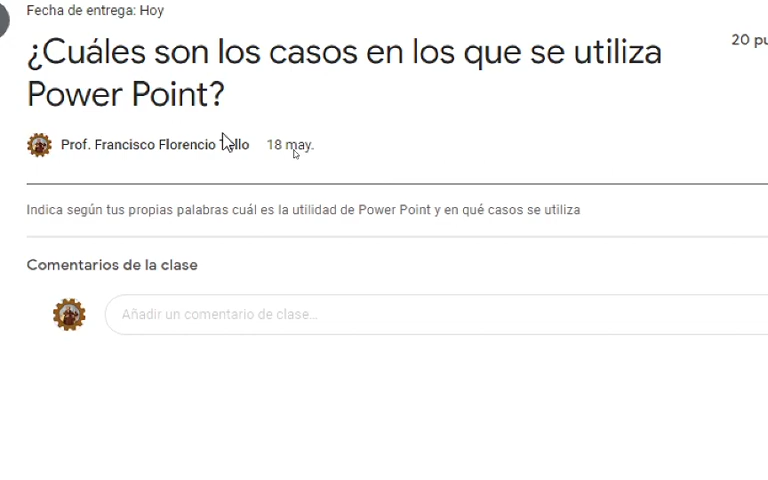 Fecha de entrega: Hoy
¿Cuáles son los casos en los que se utiliza
20
Power Point?
Prof. Francisco Florencio Tello 18 may.
Indica según tus propias palabras cuál es la utilidad de Power Point y en qué casos se utiliza
Comentarios de la clase
Añadir un comentario de clase...